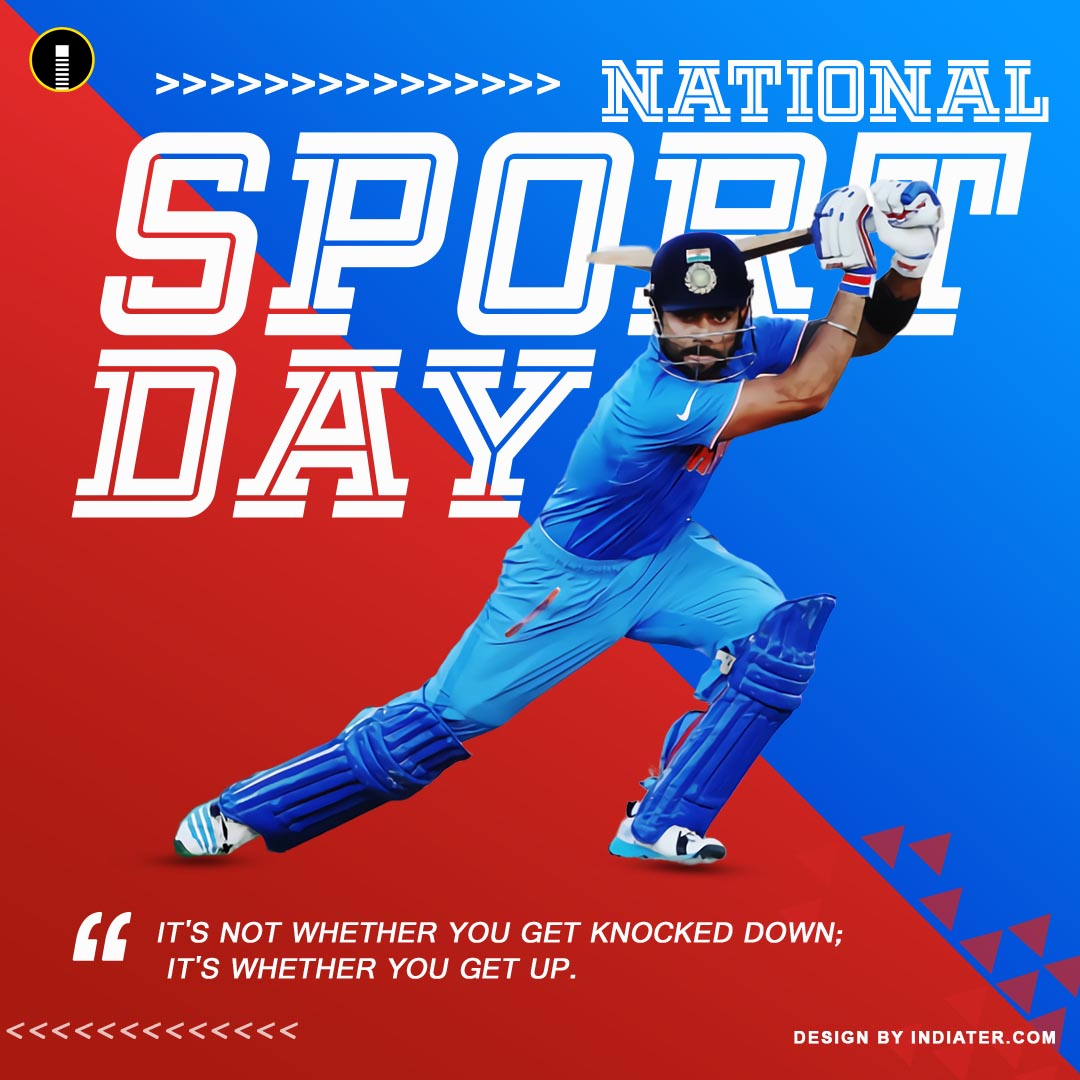 >>>>>>>>>>>>>>>
NATIONAL
SPORT
DAY
“ IT'S NOT WHETHER YOU GET KNOCKED DOWN;
IT'S WHETHER YOU GET UP.
<<<<<<<<<<<<<
DESIGN BY INDIATER.COM